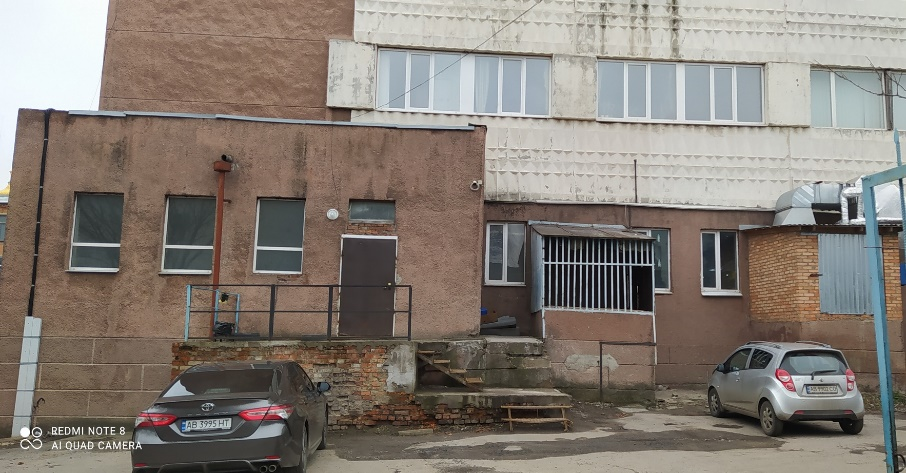 AB 3995 HT
REDMI NOTE 8
AI QUAD CAMERA